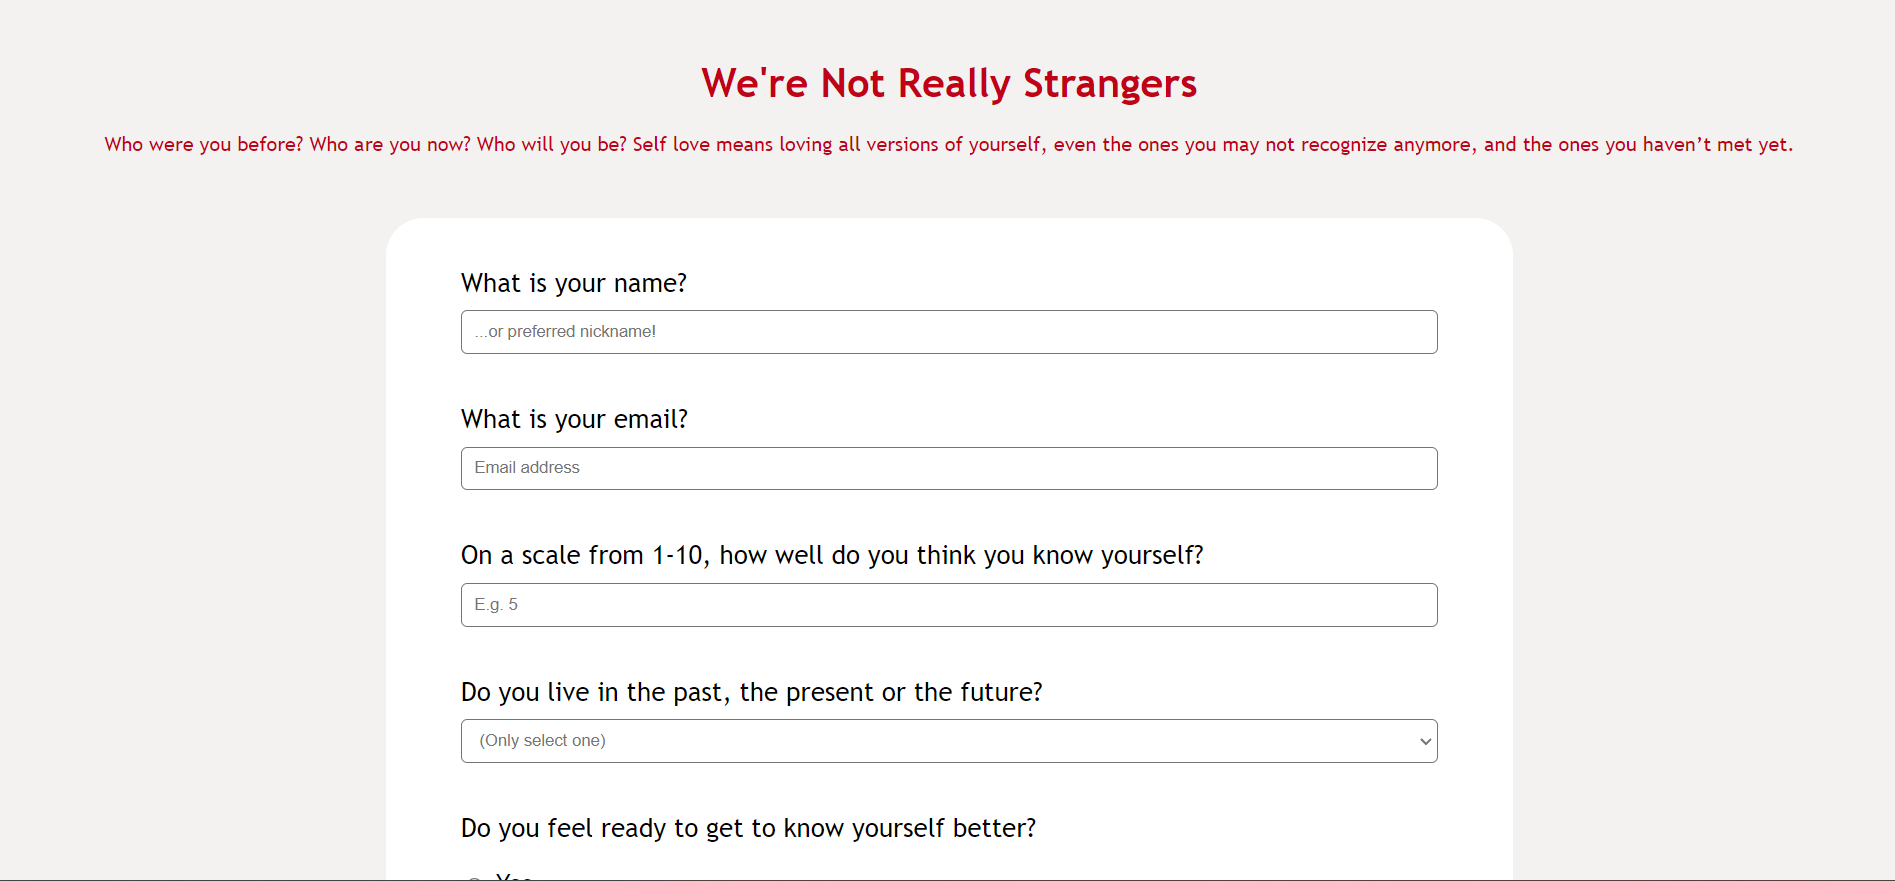 We're Not Really Strangers
Who were you before? Who are you now? Who will you be? Self love means loving all versions of yourself, even the ones you may not recognize anymore, and the ones you haven’t met yet.
What is your name?
...or preferred nickname!
What is your email?
Email address
On a scale from 1-10, how well do you think you know yourself?
E.g. 5
Do you live in the past, the present or the future?
(Only select one)
Do you feel ready to get to know yourself better?
Yes